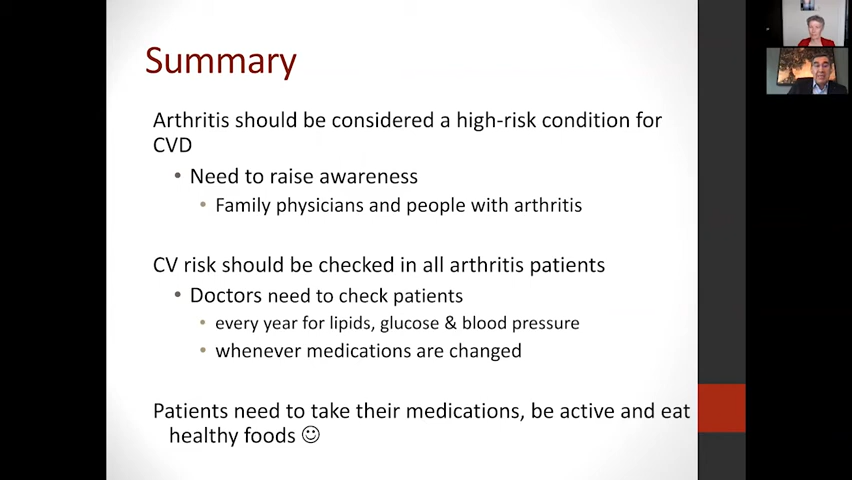 Summary
Arthritis should be considered a high-risk condition for
CVD
• Need to raise awareness
• Family physicians and people with arthritis
CV risk should be checked in all arthritis patients
• Doctors need to check patients
• every year for lipids, glucose & blood pressure
• whenever medications are changed
Patients need to take their medications, be active and eat
healthy foods ☺